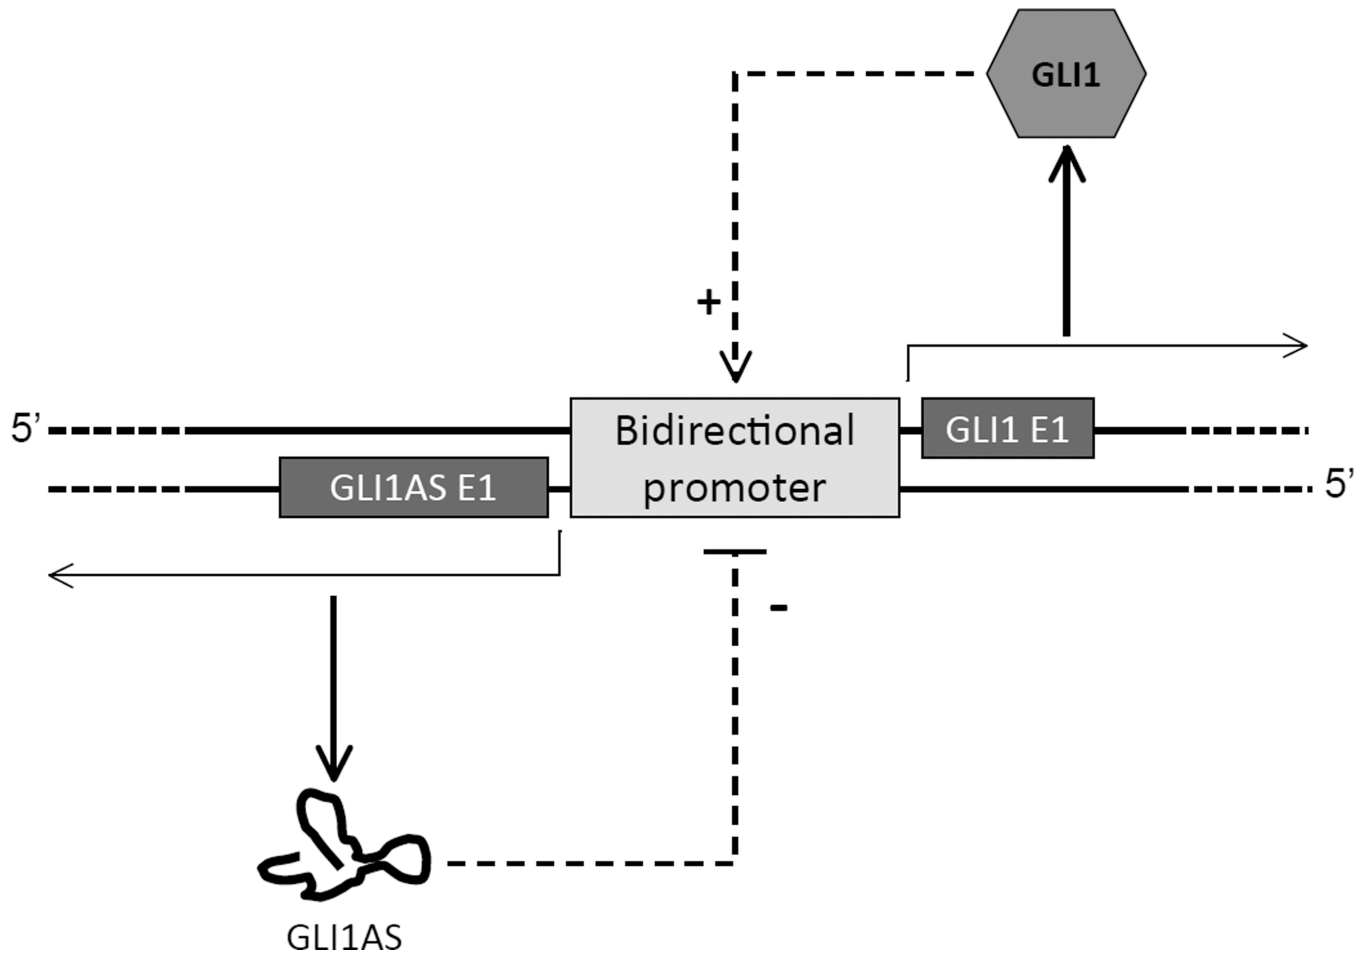 GLI1
+
5’
Bidirectional
promoter
GLI1 E1
GLI1AS E1
5’
-
GLI1AS